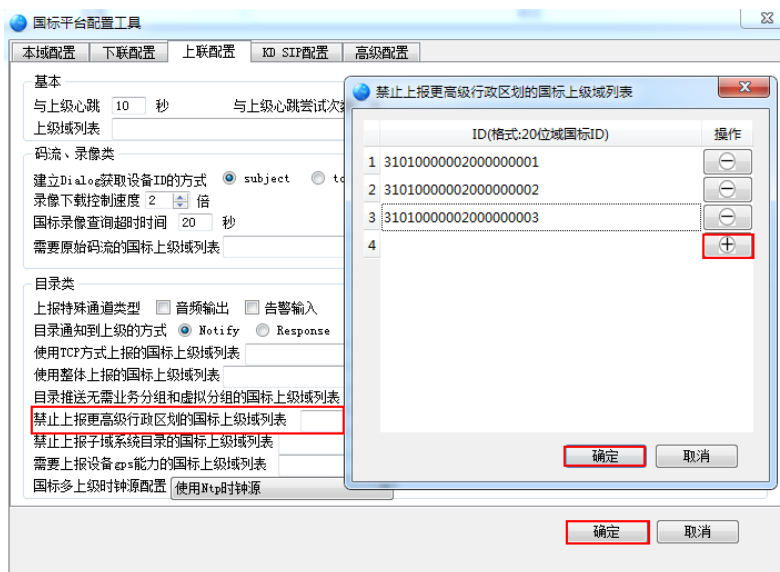 国标平台配置工具
本域配置 下联配置 上联配置 KD SIP配置 高级配置
基本
与上级心跳 10 秒 与上级心跳尝试次
上级域列表
码流、录像类
建立Dialog获取设备ID的方式 subject
录像下载控制速度 2 倍
国标录像查询超时时间 20 秒
需要原始码流的国标上级域列表
目录类
上报特殊通道类型 音频输出 告警输入
目录通知到上级的方式 Notify Response
使用TCP方式上报的国标上级域列表
使用整体上报的国标上级域列表
目录推送无需业务分组和虚拟分组的国标上级域列表
禁止上报更高级行政区划的国标上级域列表
禁止上报子域系统目录的国标上级域列表
需要上报设备gps能力的国标上级域列表
国标多上级时钟源配置 使用Ntp时钟源
确定 取消
禁止上报更高级行政区划的国标上级域列表
ID(格式:20位域国标ID) 操作
1 31010000002000000001
2 31010000002000000002
3 31010000002000000003
4
确定 取消